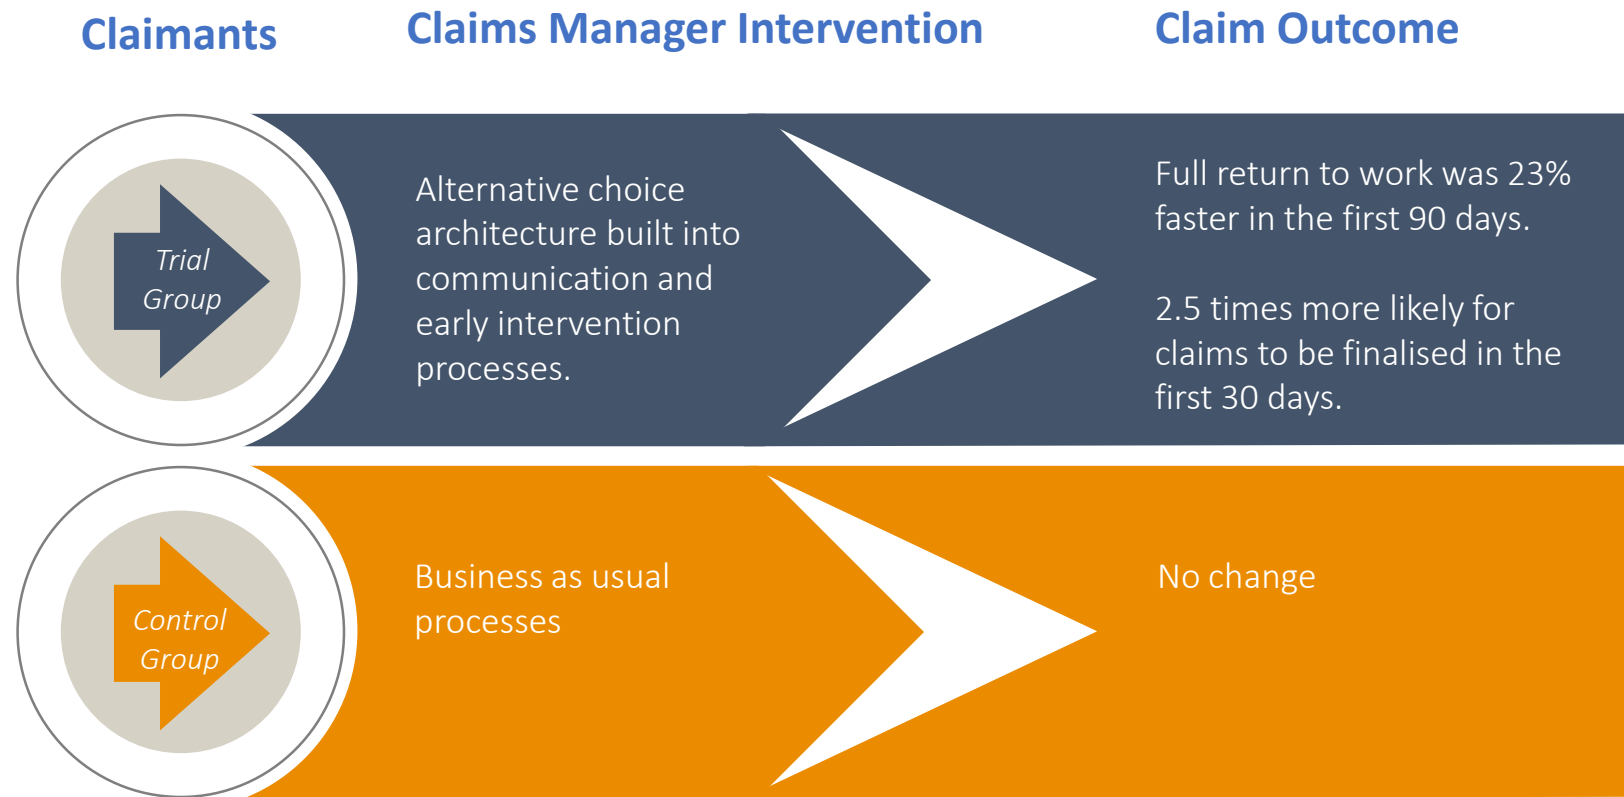 Claimants
Claims Manager Intervention
Claim Outcome
Trial
Group
Alternative choice
architecture built into
communication and
early intervention
processes.
Full return to work was 23%
faster in the first 90 days.
2.5 times more likely for
claims to be finalised in the
first 30 days.
Control
Group
Business as usual
processes
No change